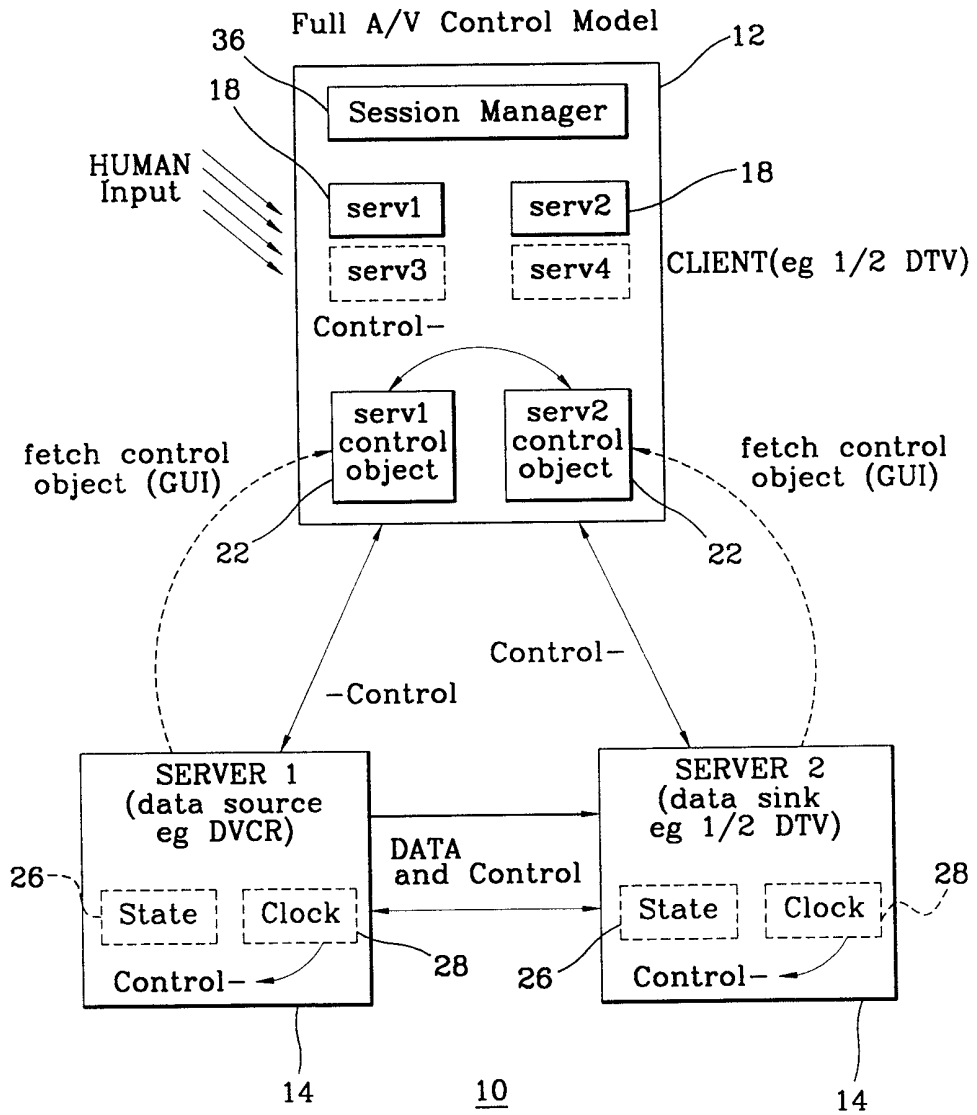 Full A/V Control Model
12
36
Session Manager
18
HUMAN
Input
serv1
serv2
18
serv3
serv4
CLIENT(eg 1/2 DTV)
Control-
serv1
control
object
serv2
control
object
fetch control
object (GUI)
fetch control
object (GUI)
22
22
Control-
-Control
SERVER 1
(data source
eg DVCR)
SERVER 2
(data sink
eg 1/2 DTV)
DATA
and Control
26
State
Clock
28
State
Clock
28
26
Control-
Control-
14
14
10